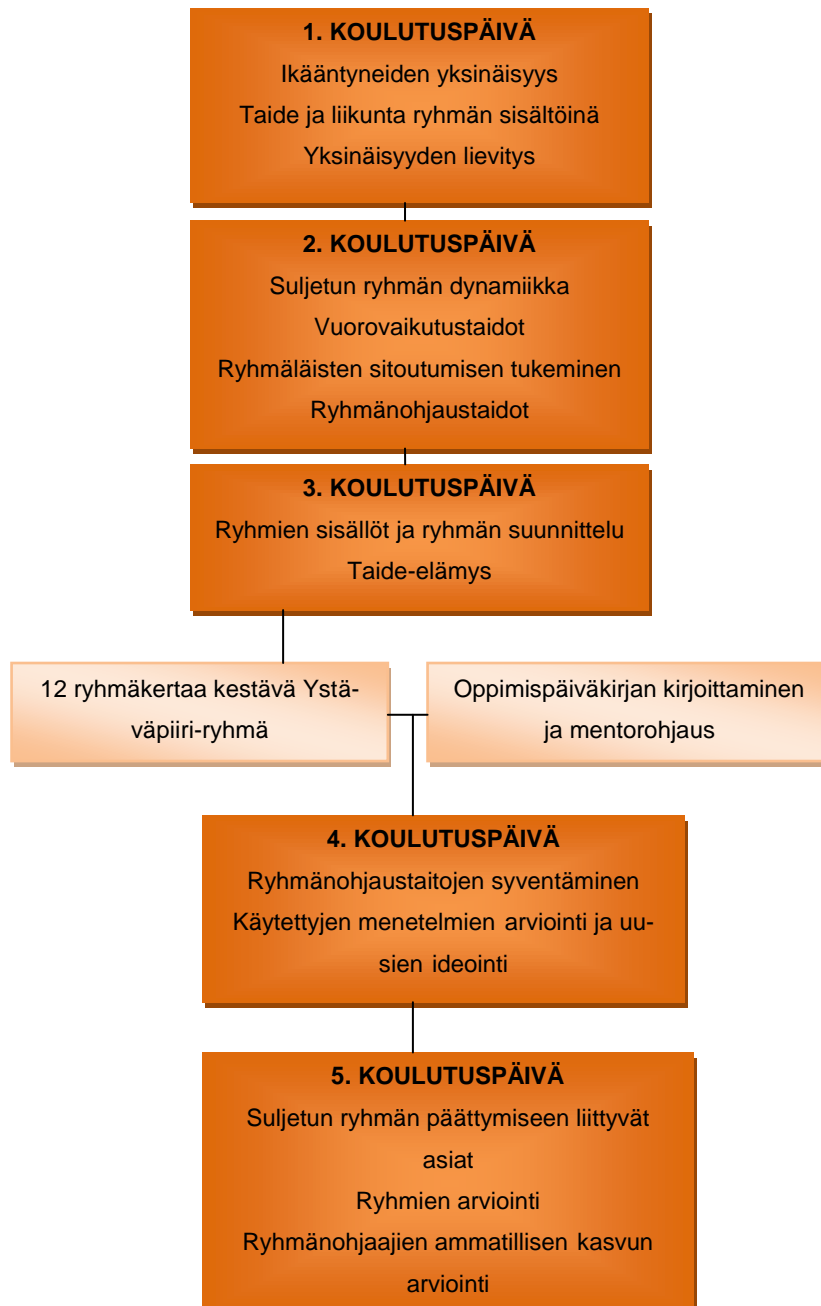 1. KOULUTUSPÄIVÄ
Ikääntyneiden yksinäisyys
Taide ja liikunta ryhmän sisältöinä
Yksinäisyyden lievitys
2. KOULUTUSPÄIVÄ
Suljetun ryhmän dynamiikka
Vuorovaikutustaidot
Ryhmäläisten sitoutumisen tukeminen
Ryhmänohjaustaidot
3. KOULUTUSPÄIVÄ
Ryhmien sisällöt ja ryhmän suunnittelu
Taide-elämys
12 ryhmäkertaa kestävä Ystä-
väpiiri-ryhmä
Oppimispäiväkirjan kirjoittaminen
ja mentorohjaus
4. KOULUTUSPÄIVÄ
Ryhmänohjaustaitojen syventäminen
Käytettyjen menetelmien arviointi ja uu-
sien ideointi
5. KOULUTUSPÄIVÄ
Suljetun ryhmän päättymiseen liittyvät
asiat
Ryhmien arviointi
Ryhmänohjaajien ammatillisen kasvun
arviointi